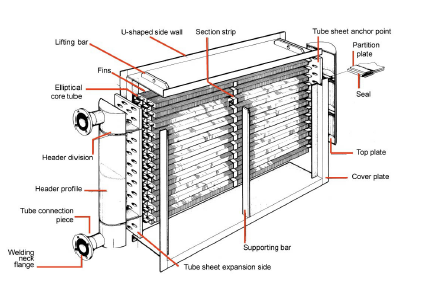 U-shaped side wall
Section strip
Tube sheet anchor point
Lifting bar
Partition
plate
Fins
Elliptical
core tube
Seal
Header division
Top plate
Header profile
Cover plate
Tube connection
piece
Supporting bar
Welding
neck
flange
Tube sheet expansion side